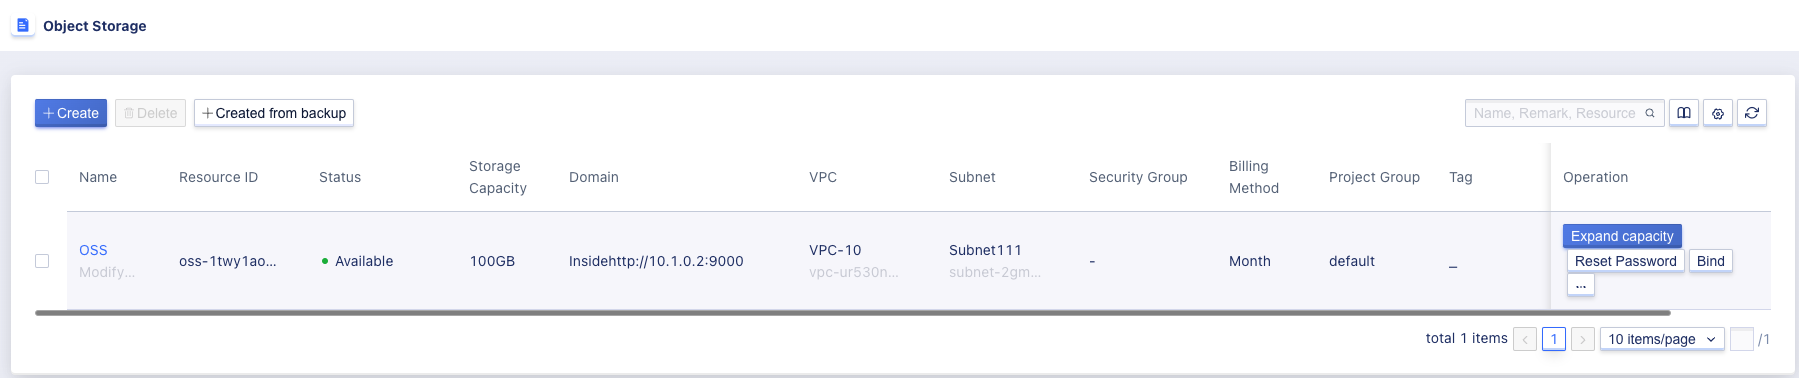 Object Storage
Create Delete Created from backup Name, Remark, Resource
Name Resource ID Status Storage Capacity Domain VPC Subnet Security Group Billing Method Project Group Tag Operation
OSS oss-1twy1ao... Available 100GB Insidehttp://10.1.0.2:9000 VPC-10 Subnet111 - Month default _ Expand capacity
Modify... vpc-ur530n... subnet-2gm... Reset Password Bind
...
total 1 items 1 10 items/page /1